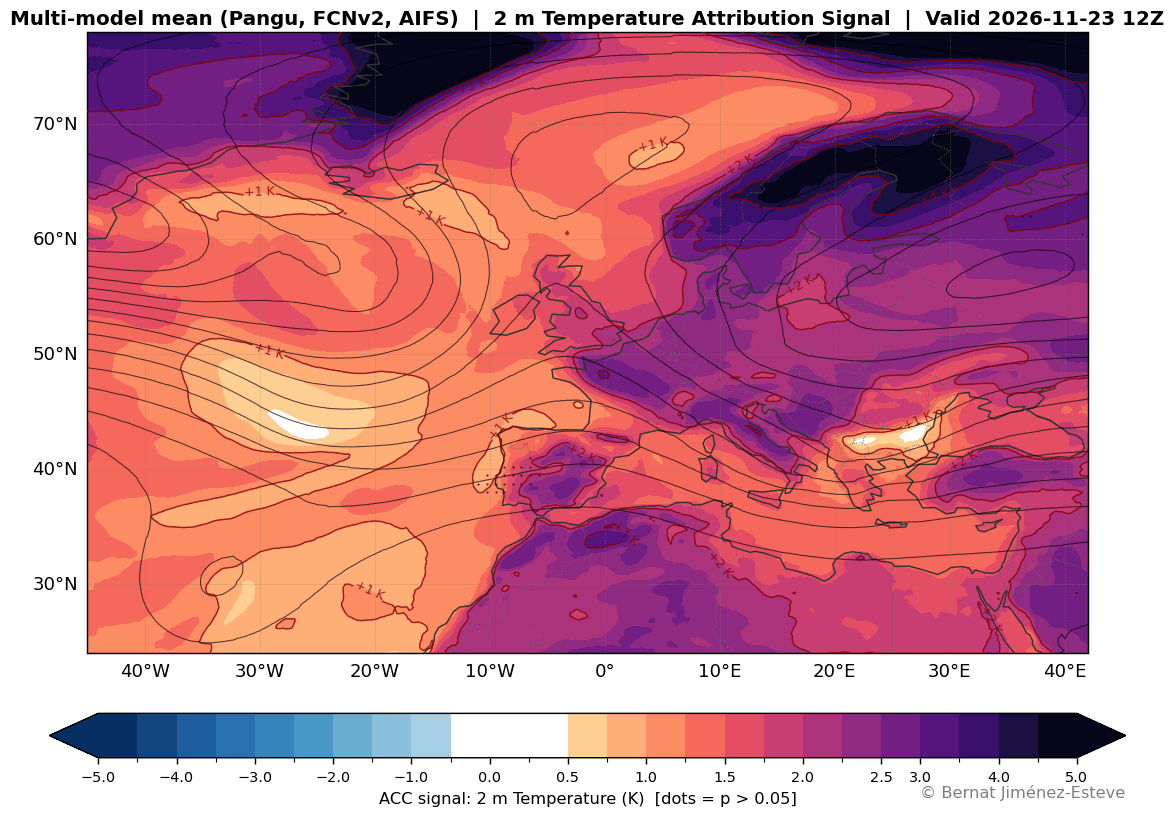 Multi-model mean (Pangu, FCNv2, AIFS) | 2 m Temperature Attribution Signal | Valid 2026-11-23 12Z
70°N
60°N
50°N
40°N
30°N
+1 K
+1 K
+1 K
+2 K
+2 K
+1 K
+1 K
+2 K
+1 K
+2 K
+2 K
+1 K
40°W 30°W 20°W 10°W 0° 10°E 20°E 30°E 40°E
−5.0 −4.0 −3.0 −2.0 −1.0 0.0 0.5 1.0 1.5 2.0 2.5 3.0 4.0 5.0
ACC signal: 2 m Temperature (K) [dots = p > 0.05]
© Bernat Jiménez-Esteve